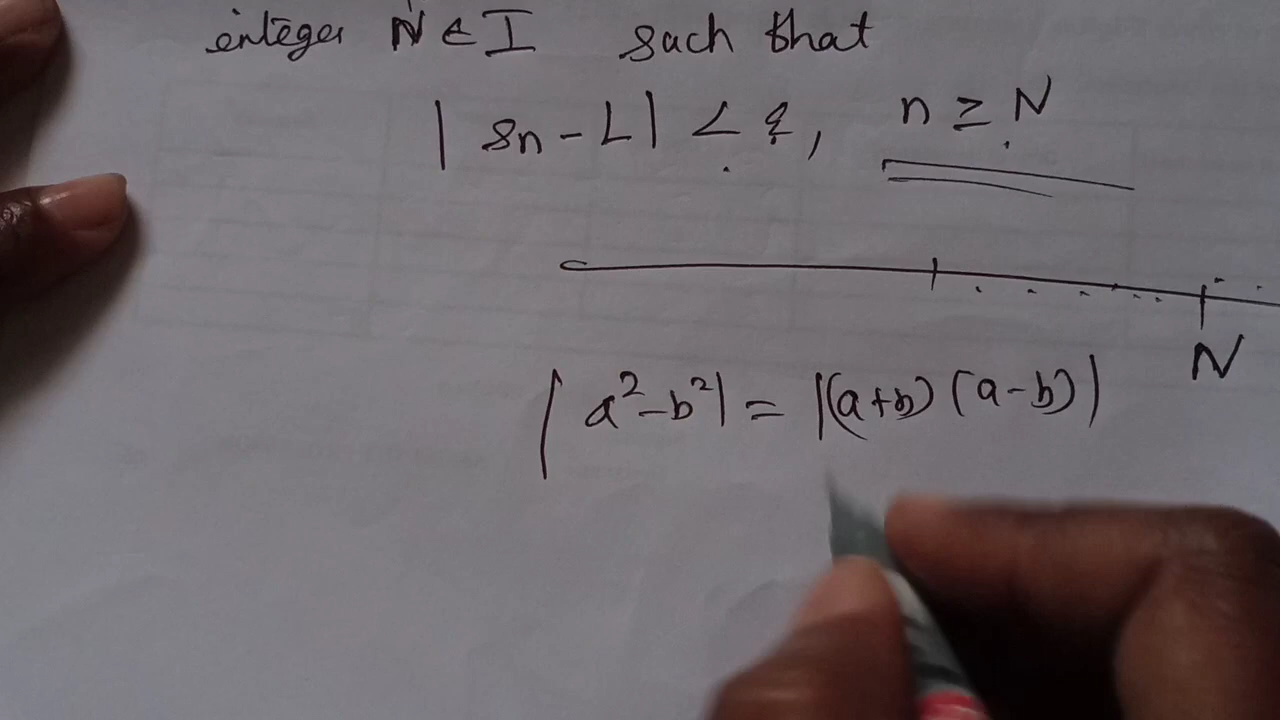 integer N ∈ I such that
| sn - L | < ε, n ≥ N
N
| a² - b² | = |(a+b) (a-b)|